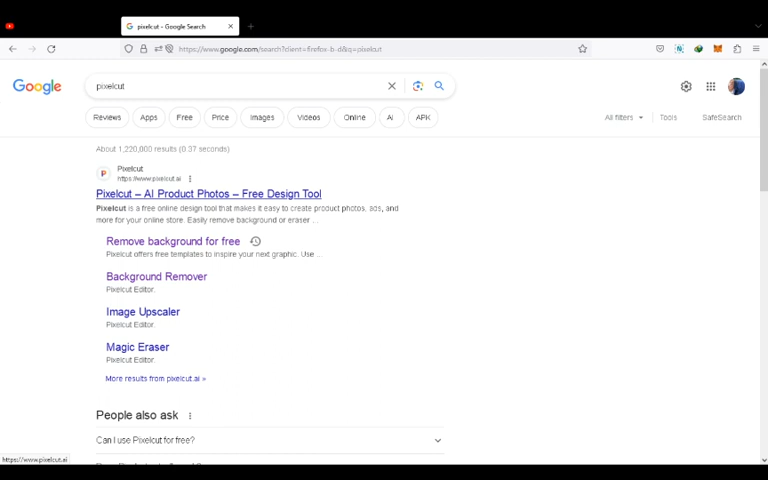 pixelcut - Google Search
https://www.google.com/search?client=firefox-b-d&q=pixelcut
Google
pixelcut
Reviews
Apps
Free
Price
Images
Videos
Online
Ai
APK
All filters
Tools
SafeSearch
About 1,220,000 results (0.37 seconds)
P
Pixelcut
https://www.pixelcut.ai
Pixelcut – AI Product Photos – Free Design Tool
Pixelcut is a free online design tool that makes it easy to create product photos, ads, and
more for your online store. Easily remove background or eraser ...
Remove background for free
Pixelcut offers free templates to inspire your next graphic. Use ...
Background Remover
Pixelcut Editor.
Image Upscaler
Pixelcut Editor.
Magic Eraser
Pixelcut Editor.
More results from pixelcut.ai »
People also ask
Can I use Pixelcut for free?
https://www.pixelcut.ai